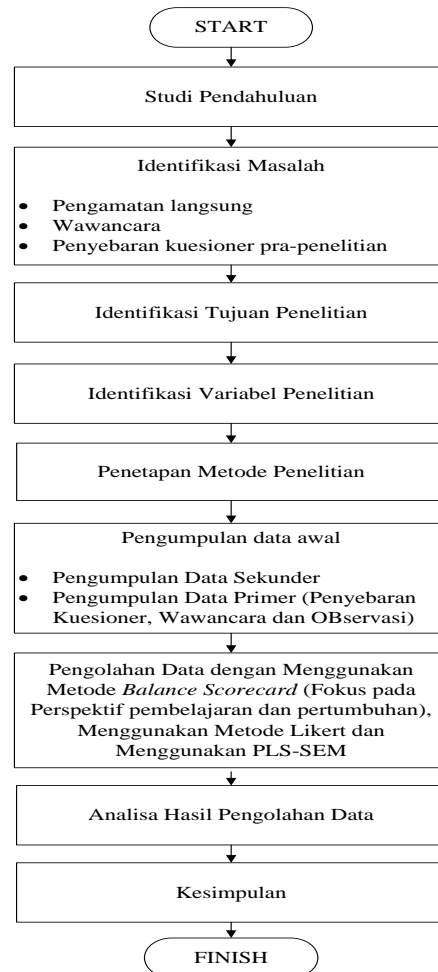 START
Studi Pendahuluan
Identifikasi Masalah
• Pengamatan langsung
• Wawancara
• Penyebaran kuesioner pra-penelitian
Identifikasi Tujuan Penelitian
Identifikasi Variabel Penelitian
Penetapan Metode Penelitian
Pengumpulan data awal
• Pengumpulan Data Sekunder
• Pengumpulan Data Primer (Penyebaran
Kuesioner, Wawancara dan OBservasi)
Pengolahan Data dengan Menggunakan
Metode Balance Scorecard (Fokus pada
Perspektif pembelajaran dan pertumbuhan),
Menggunakan Metode Likert dan
Menggunakan PLS-SEM
Analisa Hasil Pengolahan Data
Kesimpulan
FINISH